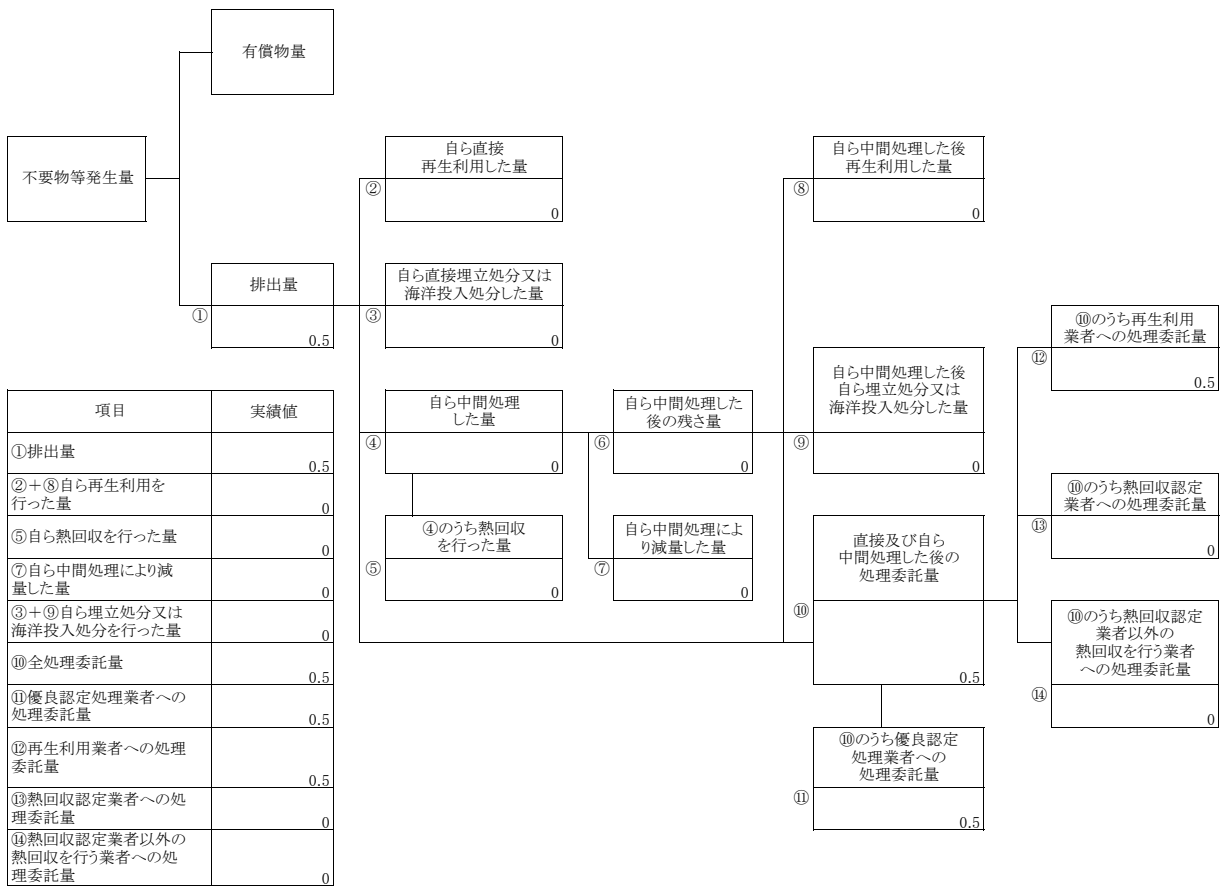 有償物量
不要物等発生量
排出量
①
0.5
自ら直接
再生利用した量
②
0
自ら直接埋立処分又は
海洋投入処分した量
③
0
自ら中間処理
した量
④
0
④のうち熱回収
を行った量
⑤
0
自ら中間処理した
後の残さ量
⑥
0
自ら中間処理によ
り減量した量
⑦
0
自ら中間処理した後
再生利用した量
⑧
0
自ら中間処理した後
自ら埋立処分又は
海洋投入処分した量
⑨
0
直接及び自ら
中間処理した後の
処理委託量
⑩
0.5
⑩のうち優良認定
処理業者への
処理委託量
⑪
0.5
⑩のうち再生利用
業者への処理委託量
⑫
0.5
⑩のうち熱回収認定
業者への処理委託量
⑬
0
⑩のうち熱回収認定
業者以外の
熱回収を行う業者
への処理委託量
⑭
0
項目 実績値
①排出量
0.5
②＋⑧自ら再生利用を
行った量
0
⑤自ら熱回収を行った量
0
⑦自ら中間処理により減
量した量
0
③＋⑨自ら埋立処分又は
海洋投入処分を行った量
0
⑩全処理委託量
0.5
⑪優良認定処理業者への
処理委託量
0.5
⑫再生利用業者への処理
委託量
0.5
⑬熱回収認定業者への処
理委託量
0
⑭熱回収認定業者以外の
熱回収を行う業者への処
理委託量
0